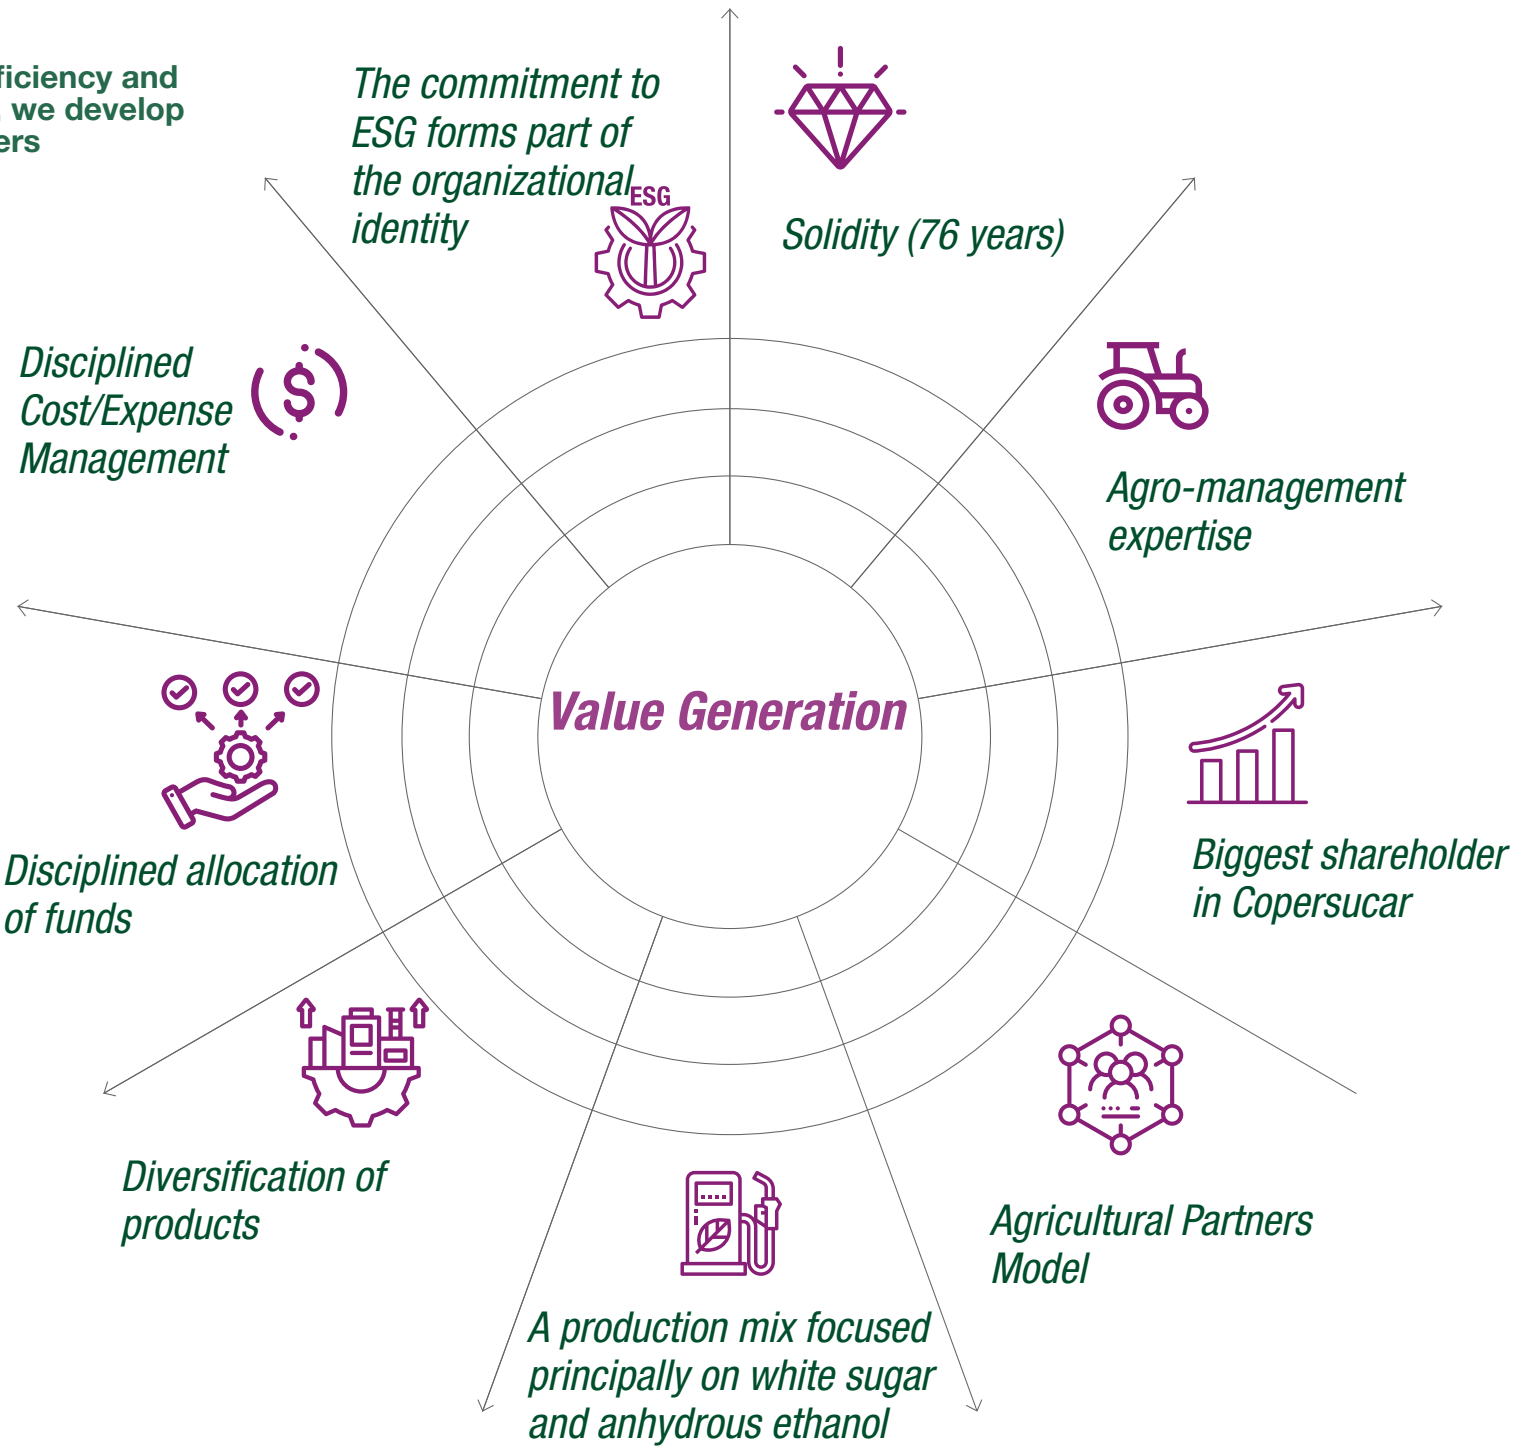 ficiency and
we develop
ers
The commitment to
ESG forms part of
the organizational
identity
ESG
Solidity (76 years)
Disciplined
Cost/Expense
Management
Agro-management
expertise
Value Generation
Disciplined allocation
of funds
Biggest shareholder
in Copersucar
Diversification of
products
Agricultural Partners
Model
A production mix focused
principally on white sugar
and anhydrous ethanol